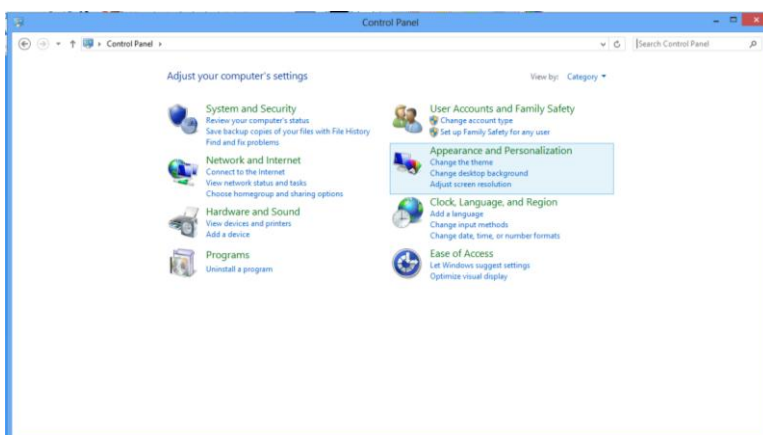 Control Panel
Control Panel
Search Control Panel
Adjust your computer's settings
View by: Category
System and Security
Review your computer's status
Save backup copies of your files with File History
Find and fix problems
Network and Internet
Connect to the Internet
View network status and tasks
Choose homegroup and sharing options
Hardware and Sound
View devices and printers
Add a device
Programs
Uninstall a program
User Accounts and Family Safety
Change account type
Set up Family Safety for any user
Appearance and Personalization
Change the theme
Change desktop background
Adjust screen resolution
Clock, Language, and Region
Add a language
Change input methods
Change date, time, or number formats
Ease of Access
Let Windows suggest settings
Optimize visual display